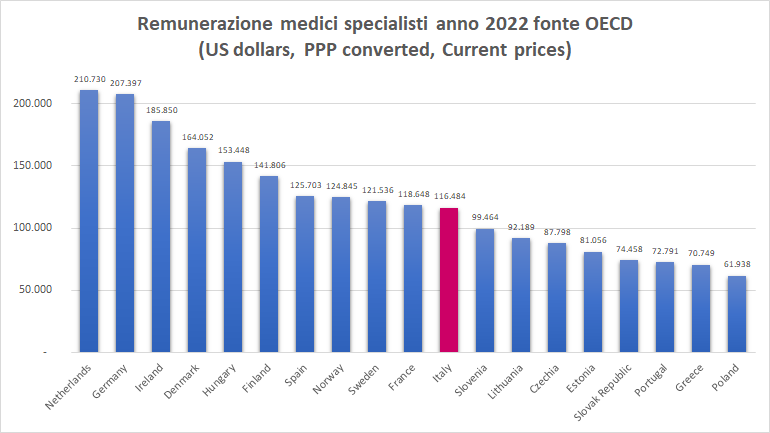 Remunerazione medici specialisti anno 2022 fonte OECD
(US dollars, PPP converted, Current prices)
210.730
207.397
185.850
164.052
153.448
141.806
125.703
124.845
121.536
118.648
116.484
99.464
92.189
87.798
81.056
74.458
72.791
70.749
61.938
200.000
150.000
100.000
50.000
-
Netherlands
Germany
Ireland
Denmark
Hungary
Finland
Spain
Norway
Sweden
France
Italy
Slovenia
Lithuania
Czechia
Estonia
Slovak Republic
Portugal
Greece
Poland